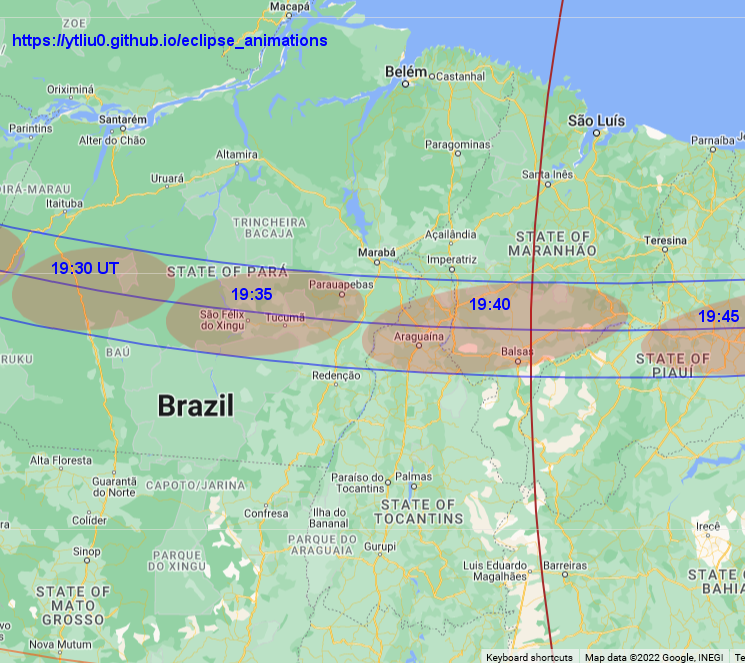 ZOE
Macapá
https://ytliu0.github.io/eclipse_animations
Belém
Castanhal
Oriximiná
Santarém
São Luís
Parintins
Alter do Chão
Parnaíba
Paragominas
Altamira
Uruará
Santa Inês
OIRÁ-MARAU
Itaituba
TRINCHEIRA
BACAJA
Açailândia
STATE OF
MARANHÃO
Teresina
Marabá
Imperatriz
19:30 UT
STATE OF PARÁ
Parauapebas
19:35
19:40
São Félix
do Xingu
Tucumã
19:45
Araguaína
BAÚ
RUKU
Balsas
STATE OF
PIAUÍ
Redenção
Brazil
Alta Floresta
Guarantã
do Norte
CAPOTO/JARINA
Paraíso do
Tocantins
Palmas
Colíder
Confresa
Ilha do
Bananal
STATE OF
TOCANTINS
Irecê
Sinop
PARQUE
DO XINGU
PARQUE DO
ARAGUAIA
Gurupi
Luis Eduardo
Magalhães
Barreiras
STATE O
BAHIA
STATE OF
MATO
GROSSO
Nova Mutum
Keyboard shortcuts
Map data ©2022 Google, INEGI
Te